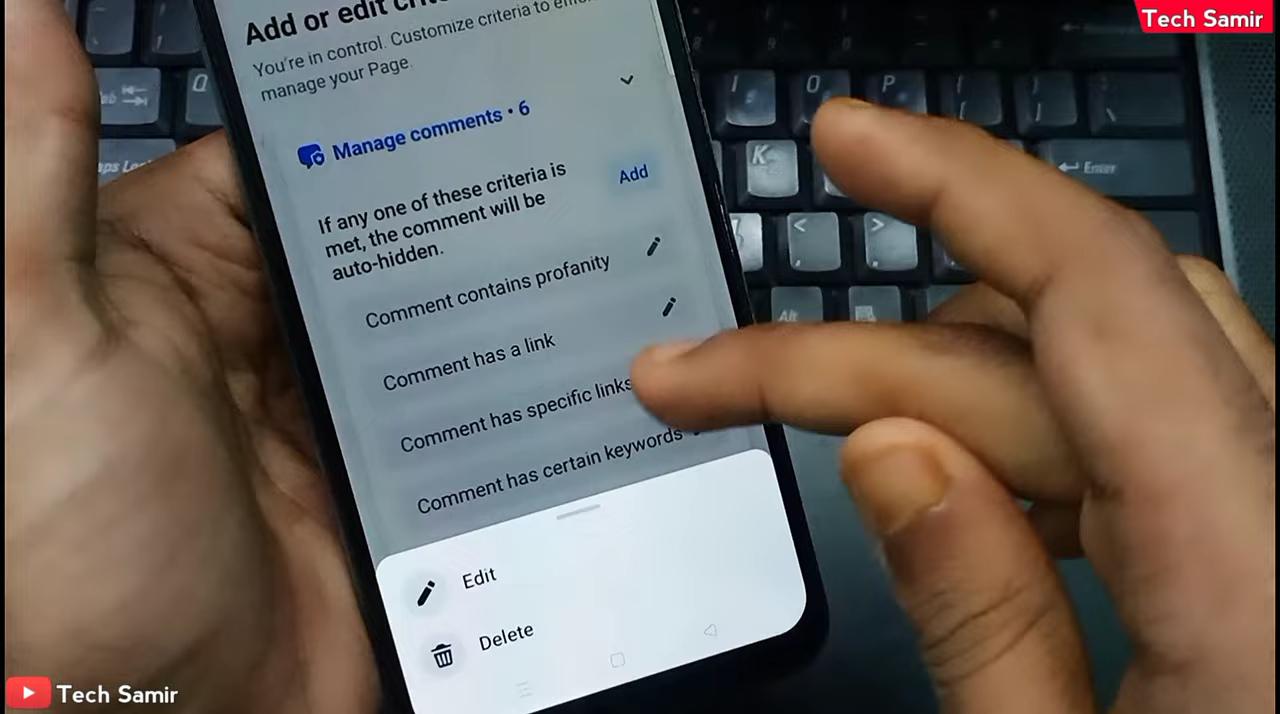 Tech Samir
Add or edit
You're in control. Customize criteria to
manage your Page.
Manage comments • 6
If any one of these criteria is
met, the comment will be
auto-hidden.
Add
Comment contains profanity
Comment has a link
Comment has specific links
Comment has certain keywords
Edit
Delete
Q
I
O
P
K
Enter
<
,
>
.
Alt
Tech Samir